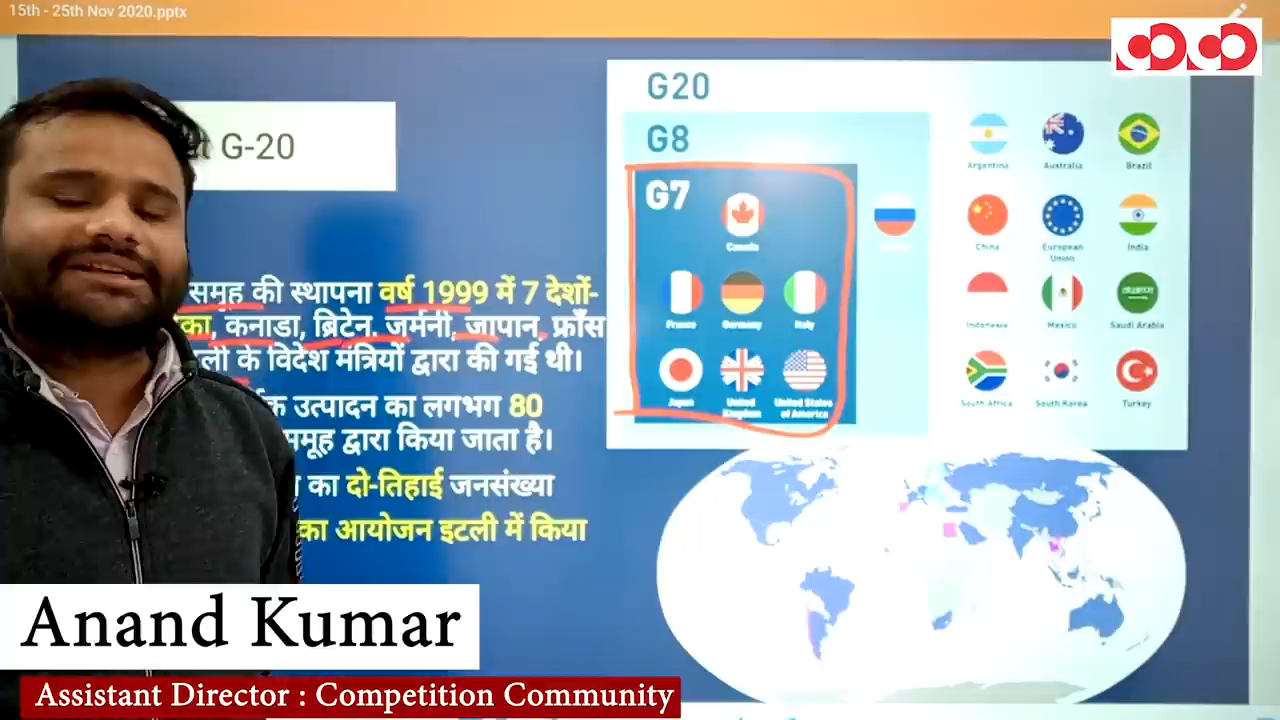 15th - 25th Nov 2020.pptx
G-20
समूह की स्थापना वर्ष 1999 में 7 देशों-
का, कनाडा, ब्रिटेन, जर्मनी, जापान, फ्राँस
ली के विदेश मंत्रियों द्वारा की गई थी।
क उत्पादन का लगभग 80
समूह द्वारा किया जाता है।
का दो-तिहाई जनसंख्या
का आयोजन इटली में किया
G20
G8
G7
Canada
France
Germany
Italy
Japan
United Kingdom
United States of America
Argentina
Australia
Brazil
China
European Union
India
Indonesia
Mexico
Saudi Arabia
South Africa
South Korea
Turkey
Anand Kumar
Assistant Director : Competition Community